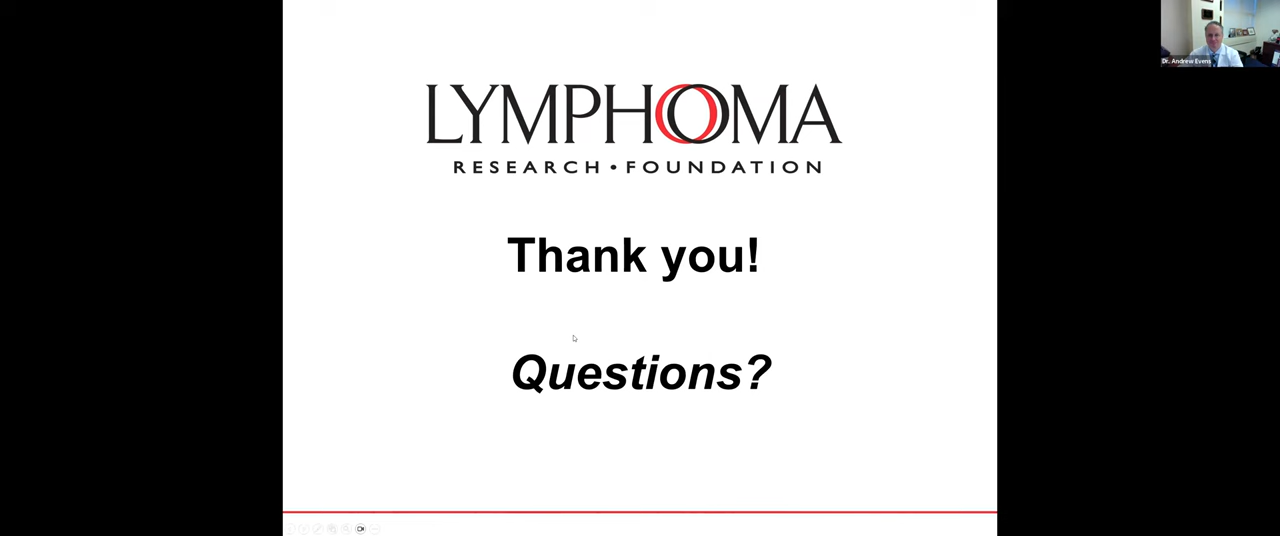 LYMPHOMA
RESEARCH • FOUNDATION
Thank you!
Questions?
Dr. Andrew Evens